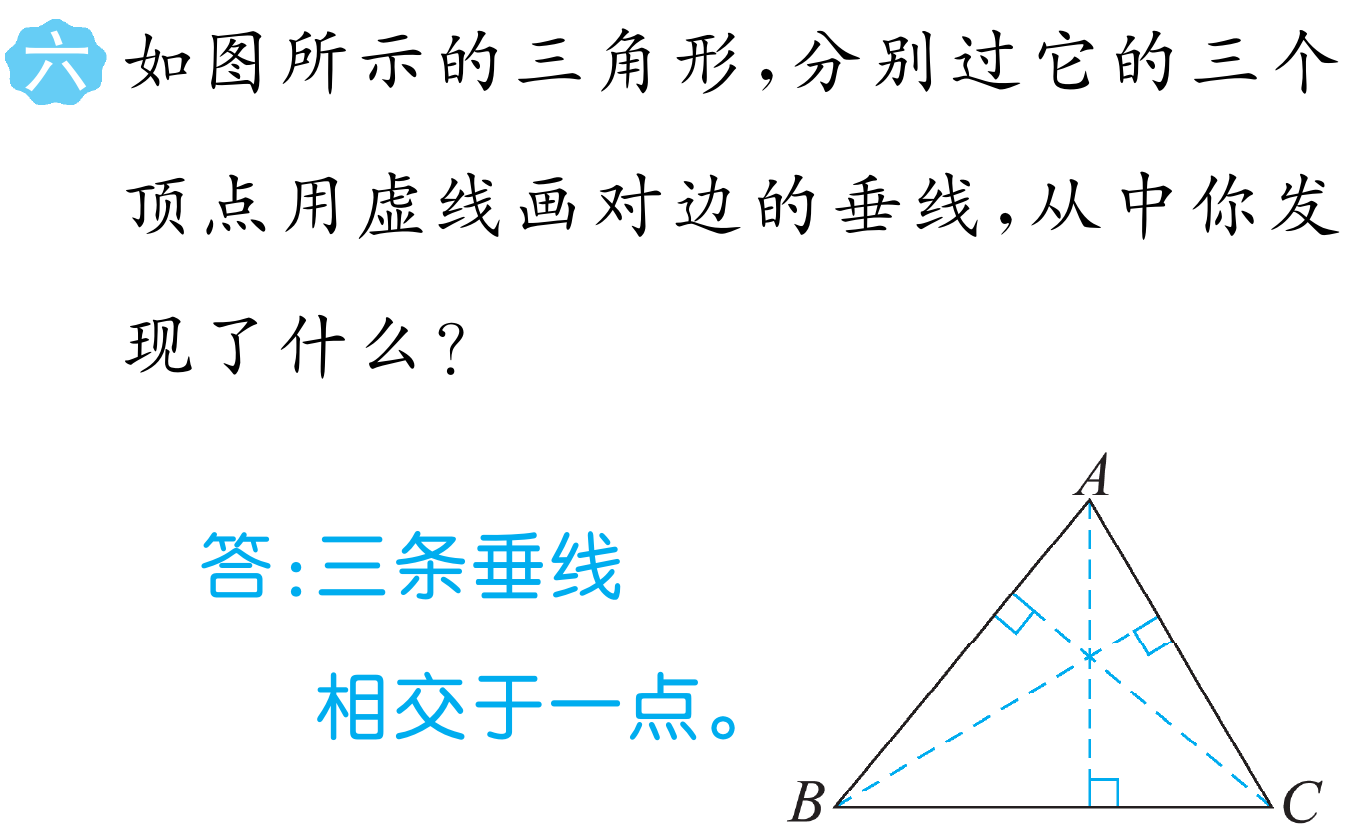 六 如图所示的三角形,分别过它的三个
顶点用虚线画对边的垂线,从中你发
现了什么?
答:三条垂线
相交于一点。
A
B
C